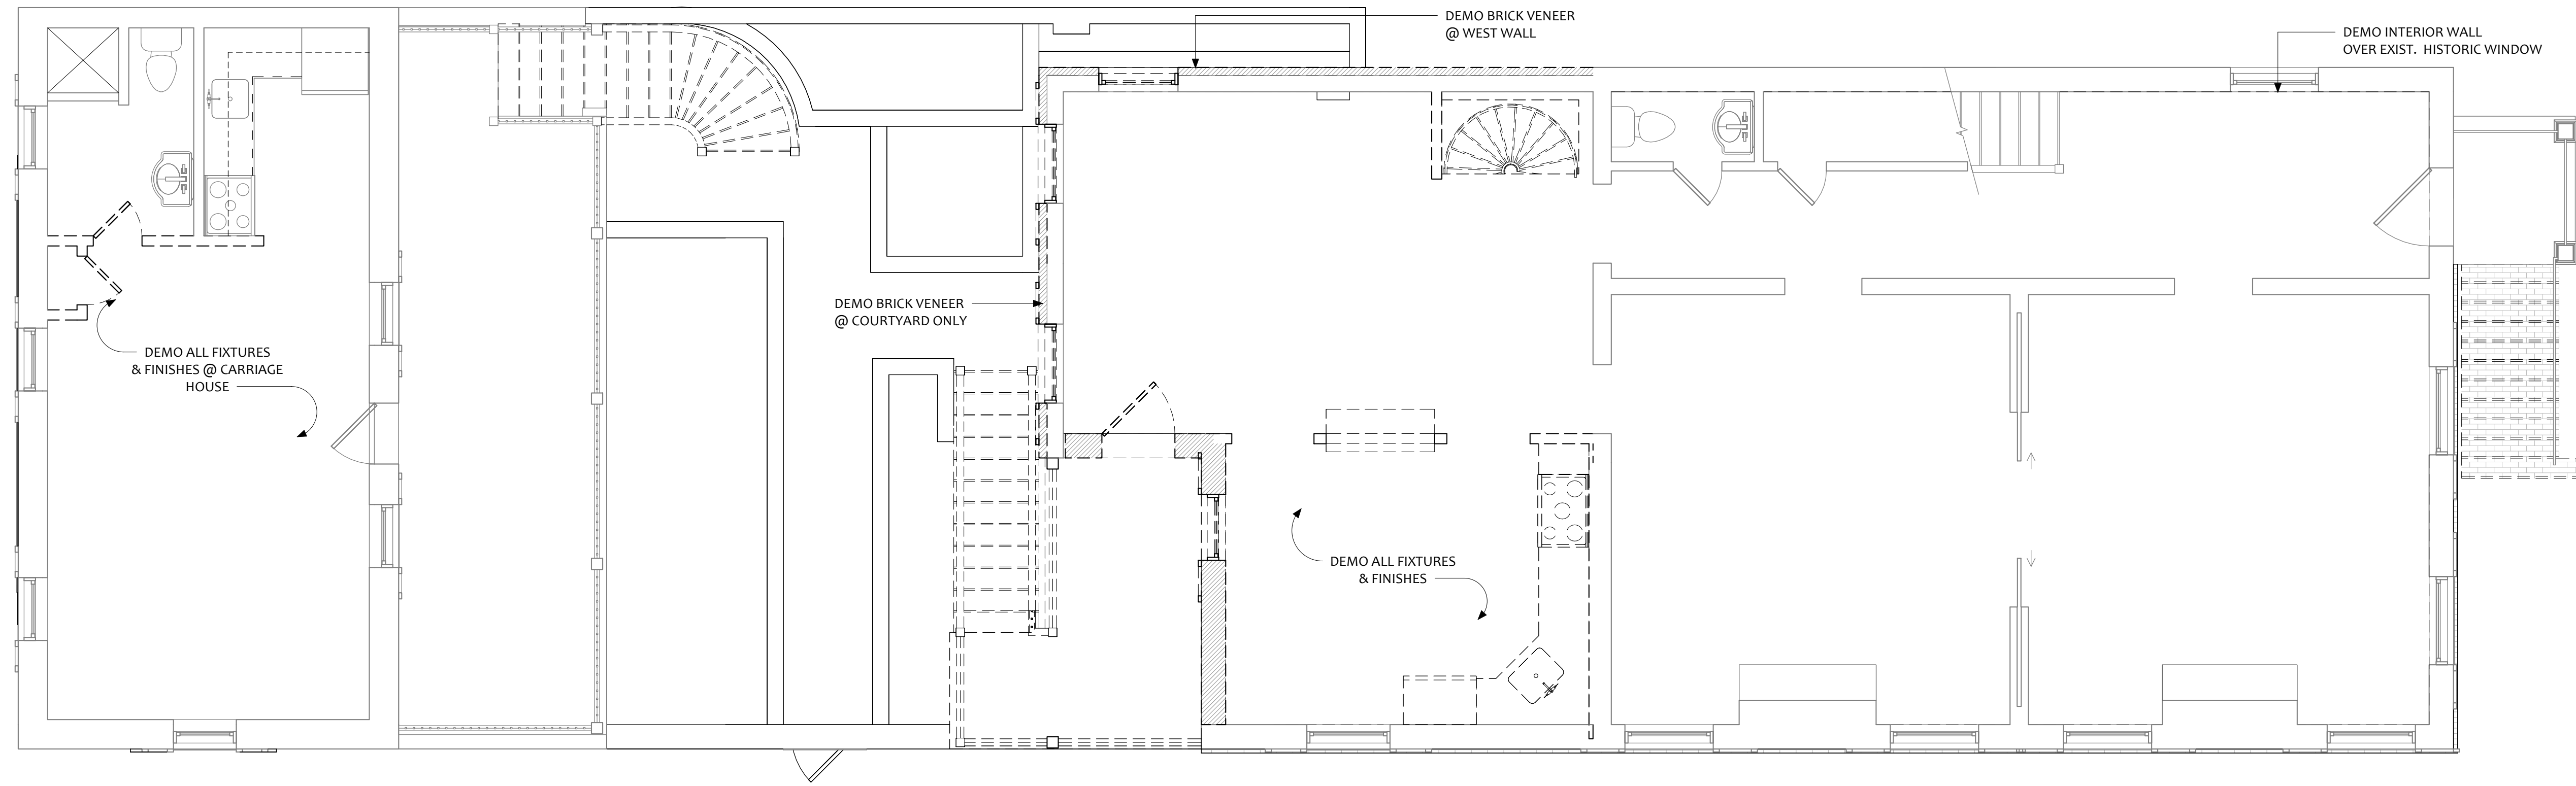 DEMO BRICK VENEER
@ WEST WALL
DEMO INTERIOR WALL
OVER EXIST. HISTORIC WINDOW
DEMO BRICK VENEER
@ COURTYARD ONLY
DEMO ALL FIXTURES
& FINISHES @ CARRIAGE
HOUSE
DEMO ALL FIXTURES
& FINISHES